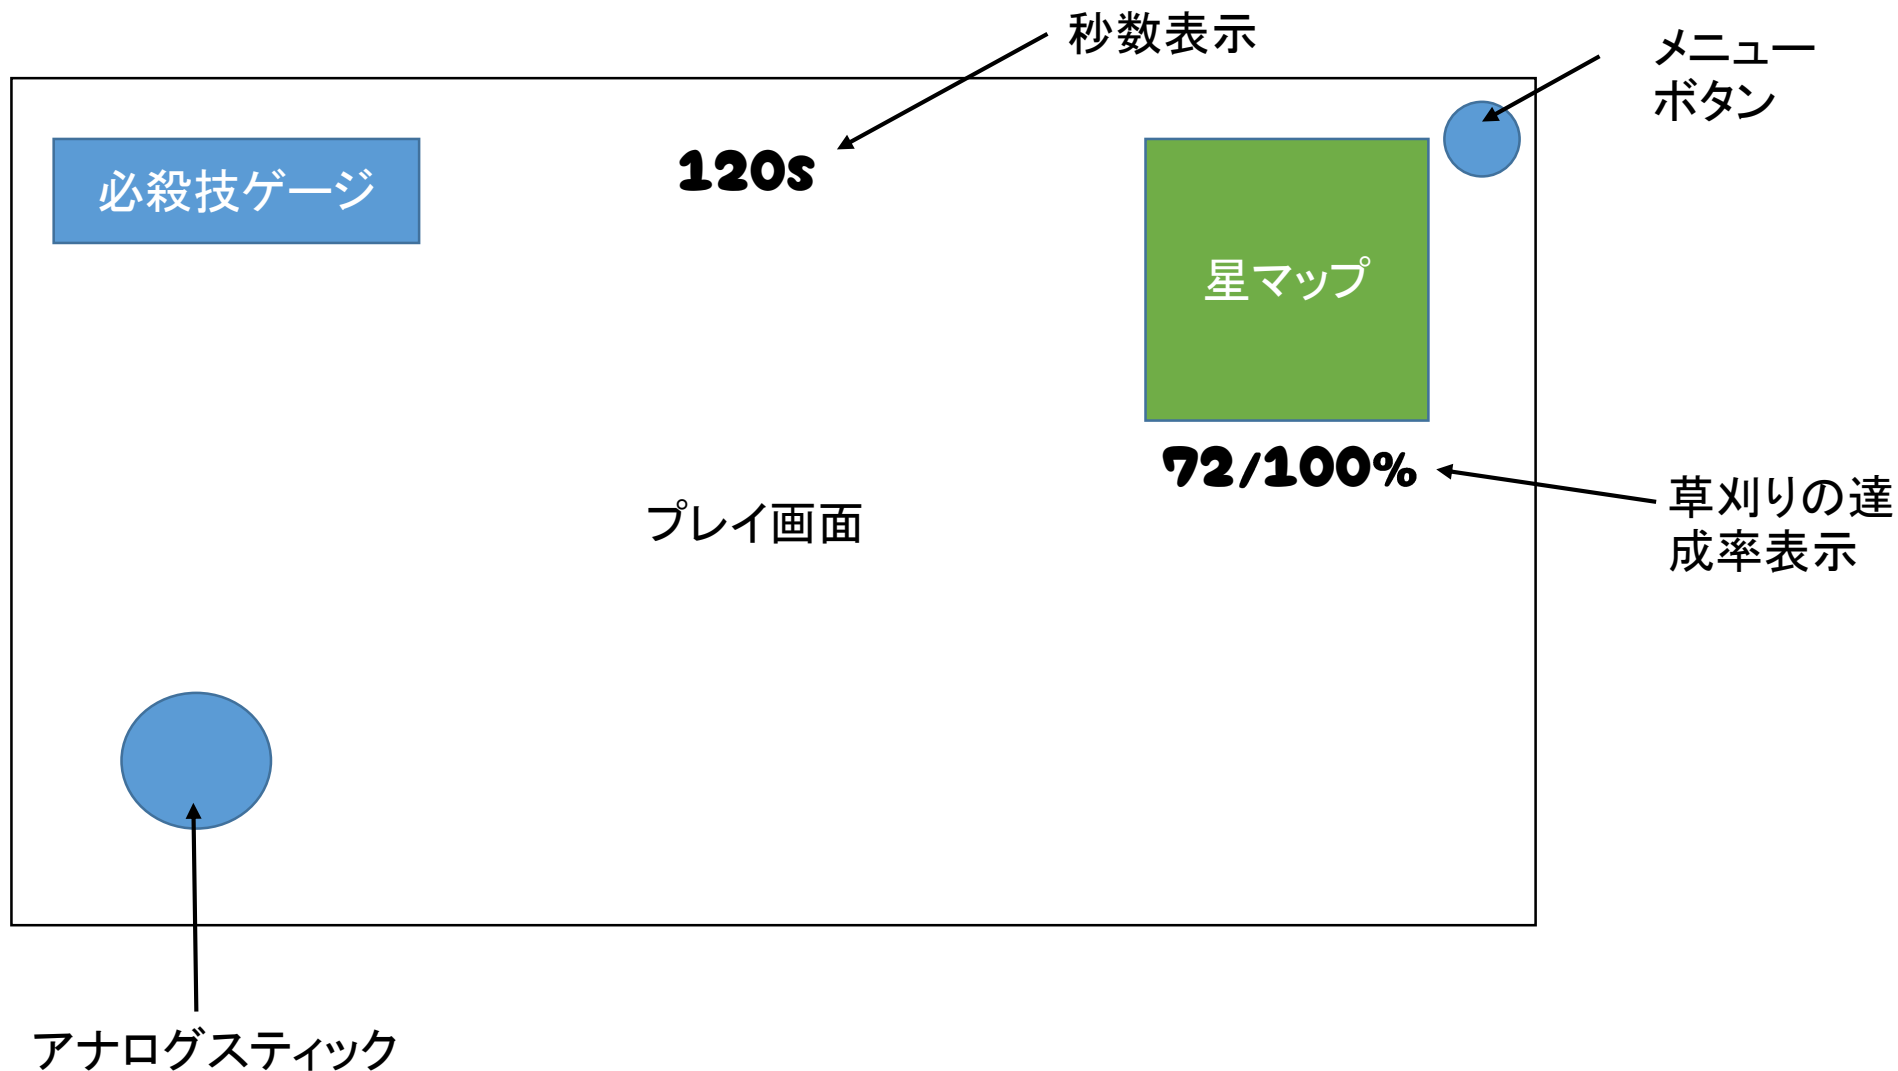 秒数表示
メニュー
ボタン
必殺技ゲージ
120s
星マップ
72/100%
草刈りの達
成率表示
プレイ画面
アナログスティック